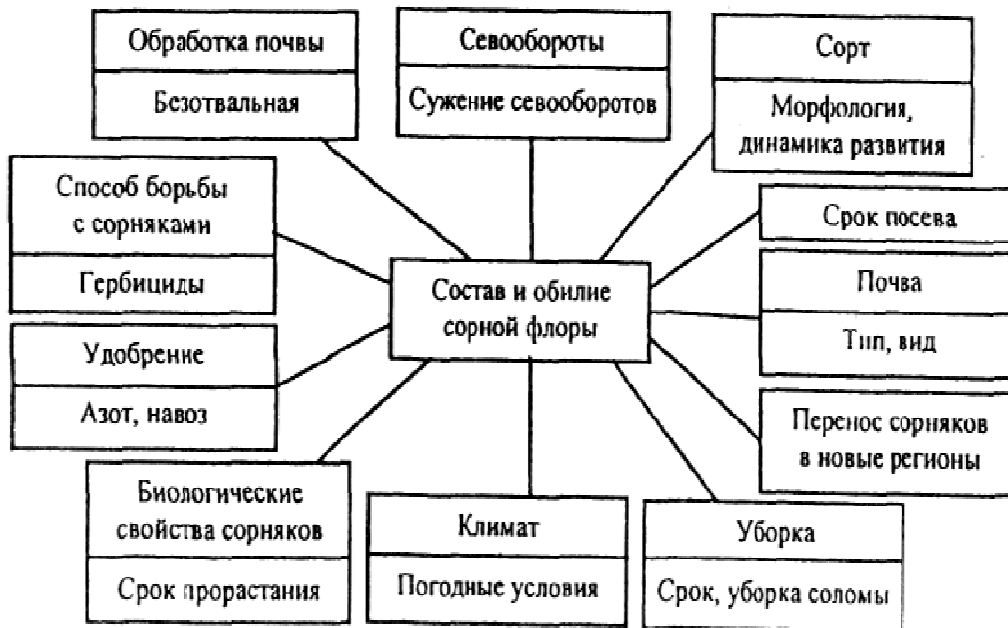 Обработка почвы
Безотвальная
Севообороты
Сужение севооборотов
Сорт
Морфология,
динамика развития
Способ борьбы
с сорняками
Гербициды
Срок посева
Состав и обилие
сорной флоры
Почва
Тип, вид
Удобрение
Азот, навоз
Перенос сорняков
в новые регионы
Биологические
свойства сорняков
Срок прорастания
Климат
Погодные условия
Уборка
Срок, уборка соломы